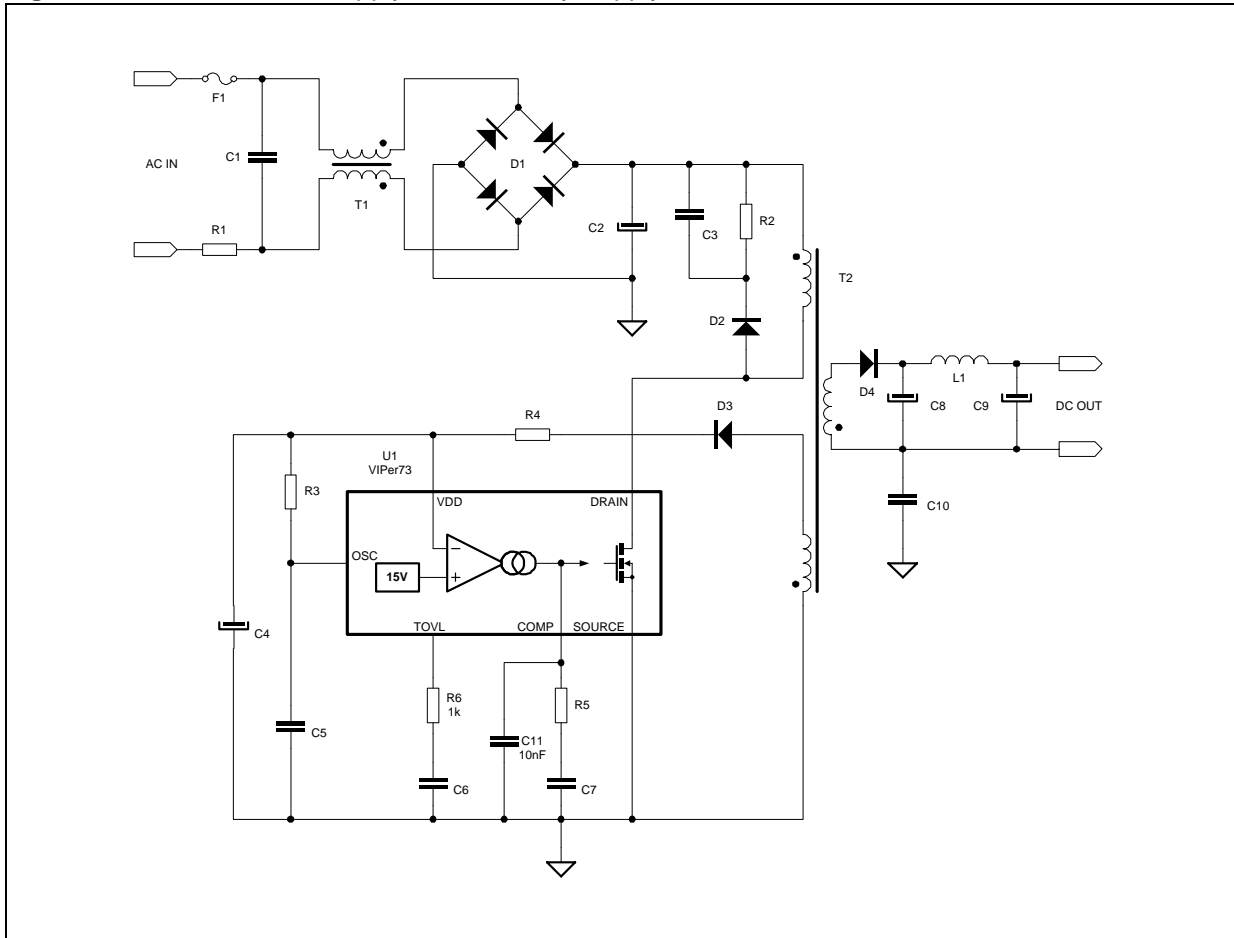 F1
C1
AC IN
T1
R1
D1
C2
C3
R2
D2
T2
D4
L1
C8
C9
DC OUT
C10
D3
R4
U1
VIPer73
R3
VDD
DRAIN
OSC
15V
−
+
TOVL
COMP
SOURCE
C4
C5
R6
1k
C6
C11
10nF
R5
C7